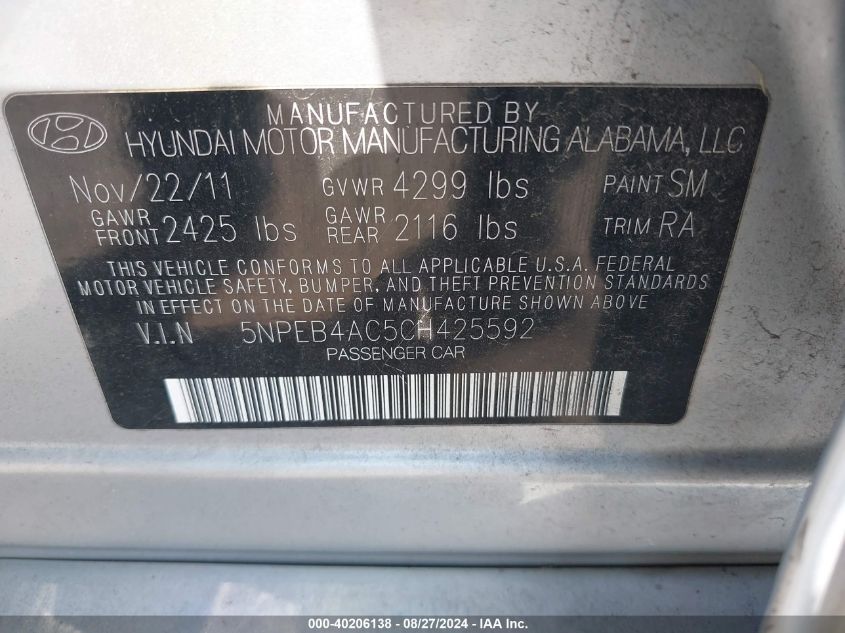 MANUFACTURED BY
HYUNDAI MOTOR MANUFACTURING ALABAMA, LLC
Nov/22/11 GVWR 4299 lbs PAINT SM
GAWR FRONT 2425 lbs GAWR REAR 2116 lbs TRIM RA
THIS VEHICLE CONFORMS TO ALL APPLICABLE U.S.A. FEDERAL
MOTOR VEHICLE SAFETY, BUMPER, AND THEFT PREVENTION STANDARDS
IN EFFECT ON THE DATE OF MANUFACTURE SHOWN ABOVE.
V.I.N 5NPEB4AC5CH425592
PASSENGER CAR
000-40206138 - 08/27/2024 - IAA Inc.